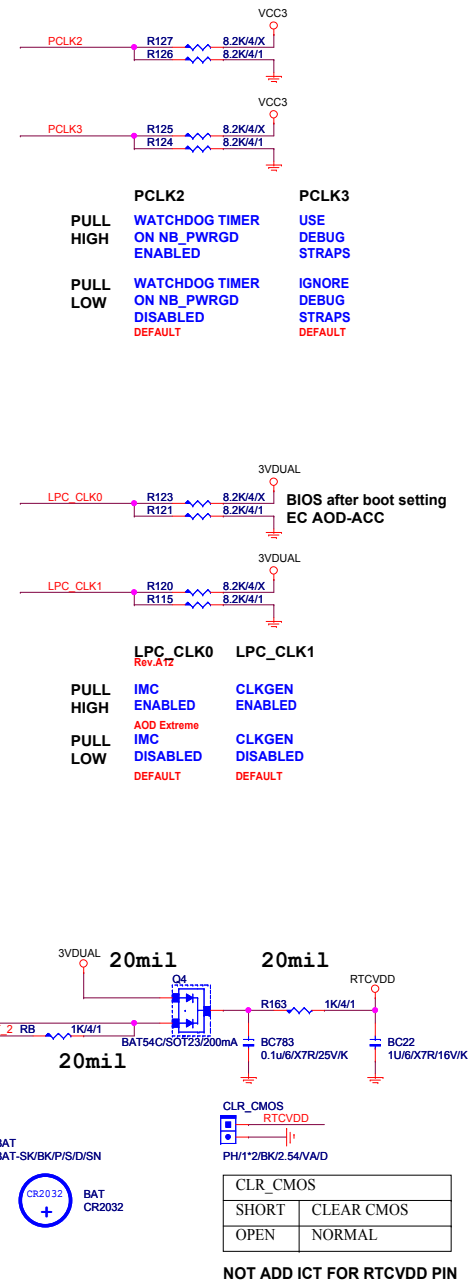 VCC3
PCLK2 R127 8.2K/4/X
R126 8.2K/4/1
VCC3
PCLK3 R125 8.2K/4/X
R124 8.2K/4/1
PCLK2 PCLK3
PULL HIGH WATCHDOG TIMER ON NB_PWRGD ENABLED USE DEBUG STRAPS
PULL LOW WATCHDOG TIMER ON NB_PWRGD DISABLED IGNORE DEBUG STRAPS
DEFAULT DEFAULT
3VDUAL
LPC_CLK0 R123 8.2K/4/X BIOS after boot setting
R121 8.2K/4/1 EC AOD-ACC
3VDUAL
LPC_CLK1 R120 8.2K/4/X
R115 8.2K/4/1
LPC_CLK0 LPC_CLK1
Rev.A12
PULL IMC CLKGEN
HIGH ENABLED ENABLED
AOD Extreme
PULL IMC CLKGEN
LOW DISABLED DISABLED
DEFAULT DEFAULT
3VDUAL 20mil 20mil
Q4 RTCVDD
R163 1K/4/1
_2 RB 1K/4/1
BAT54C/SOT23/200mA BC783 BC22
0.1u/6/X7R/25V/K 1U/6/X7R/16V/K
20mil
CLR_CMOS
RTCVDD
PH/1*2/BK/2.54/VA/D
BAT
BAT-SK/BK/P/S/D/SN
CR2032 BAT
+ CR2032
CLR_CMOS
SHORT CLEAR CMOS
OPEN NORMAL
NOT ADD ICT FOR RTCVDD PIN